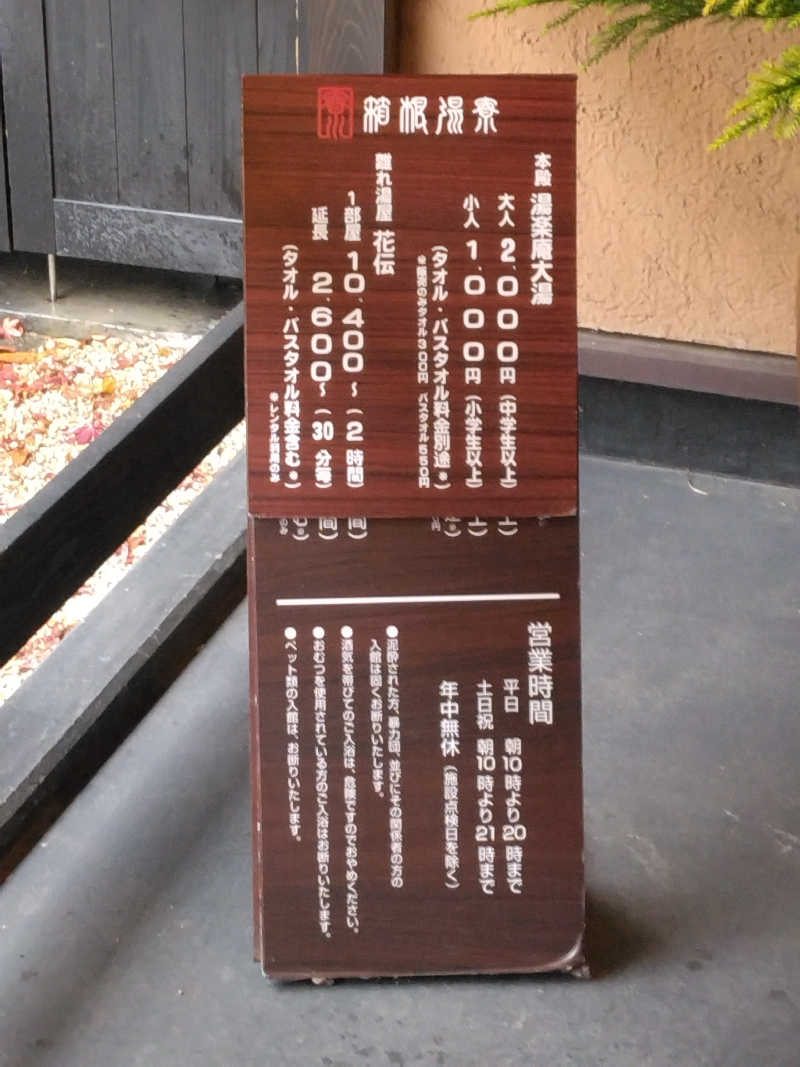 箱根湯寮
本殿 湯楽庵大湯
大人 2,000円(中学生以上)
小人 1,000円(小学生以上)
(タオル・バスタオル料金別途※)
※販売のみタオル300円 バスタオル550円
離れ湯屋 花伝
1部屋 10,400~(2時間)
延長 2,600~(30分毎)
(タオル・バスタオル料金含む※)
※レンタル利用のみ
営業時間
平日 朝10時より20時まで
土日祝 朝10時より21時まで
年中無休(施設点検日を除く)
●泥酔された方、暴力団、並びにその関係者の方の
入館は固くお断りいたします。
●酒気を帯びてのご入浴は、危険ですのでおやめください。
●おむつを使用されている方のご入浴はお断りいたします。
●ペット類の入館は、お断りいたします。